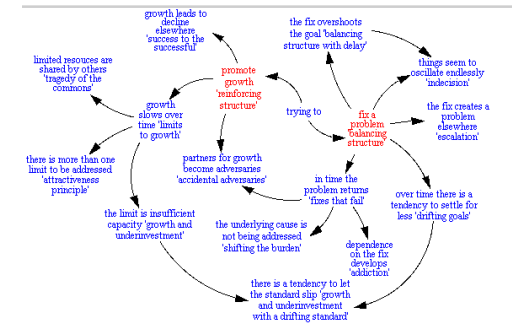 growth leads to
decline
elsewhere
'success to the
successful'
the fix overshoots
the goal 'balancing
structure with delay'
limited resouces are
shared by others
'tragedy of the
commons'
promote
growth
'reinforcing
structure'
things seem to
oscillate endlessly
'indecision'
growth
slows over
time 'limits
to growth'
trying to
fix a
problem
'balancing
structure'
the fix creates a
problem
elsewhere
'escalation'
there is more than one
limit to be addressed
'attractiveness
principle'
partners for growth
become adversaries
'accidental adversaries'
in time the
problem returns
'fixes that fail'
over time there is a
tendency to settle for
less 'drifting goals'
the limit is insufficient
capacity 'growth and
underinvestment'
the underlying cause is
not being addressed
'shifting the burden'
dependence
on the fix
develops
'addiction'
there is a tendency to let
the standard slip 'growth
and underinvestment
with a drifting standard'